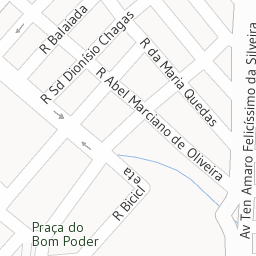 R Balaiada
R Sd Dionísio Chagas
R da Maria Quedas
R Abel Marciano de Oliveira
Av Ten Amaro Felicíssimo da Silveira
R Bicicleta
Praça do
Bom Poder